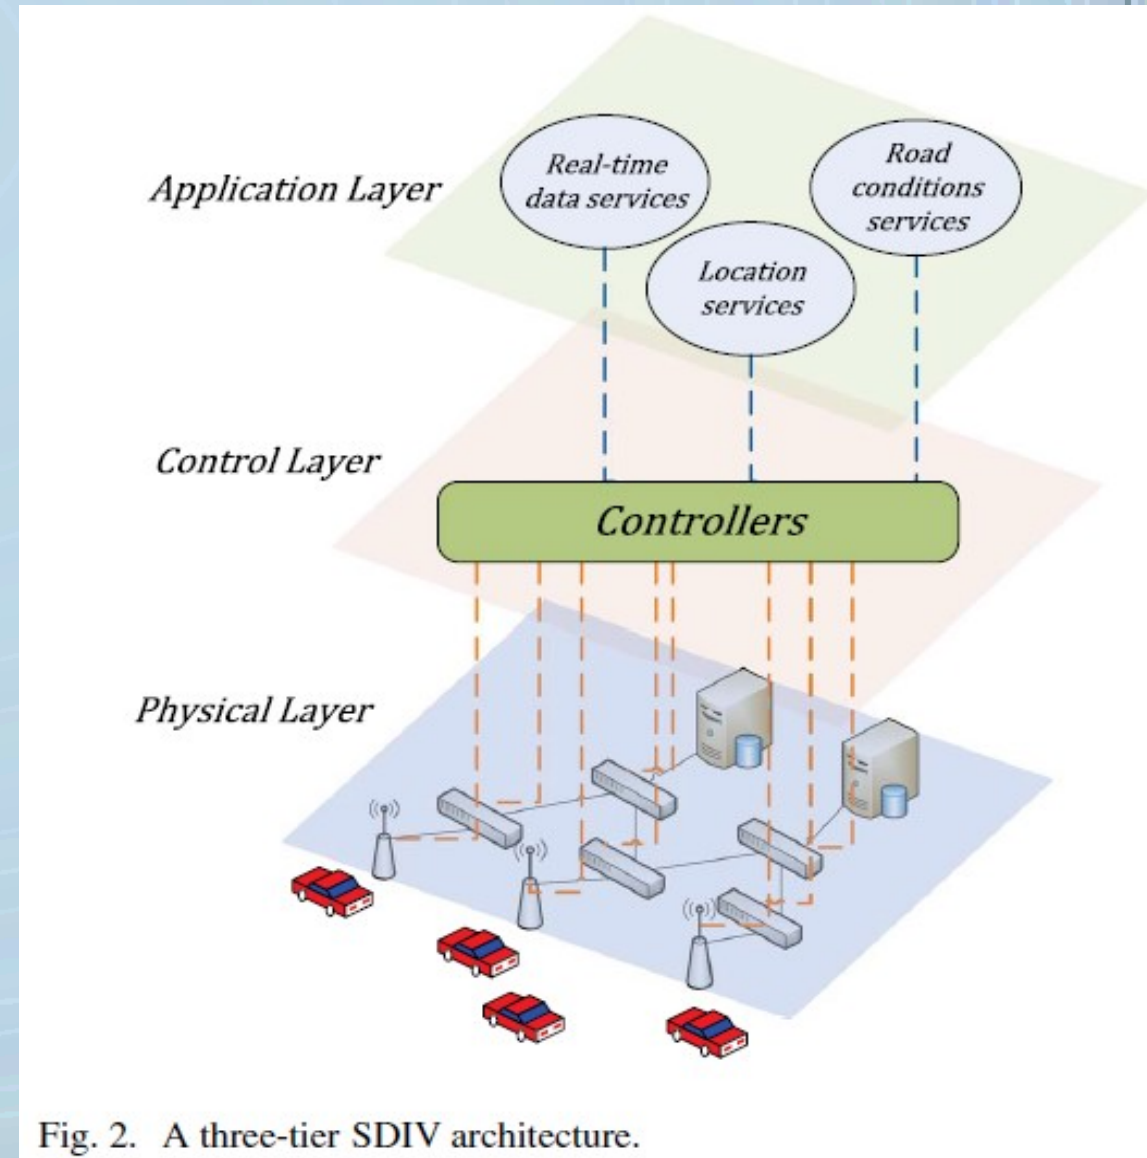 Application Layer
Real-time
data services
Road
conditions
services
Location
services
Control Layer
Controllers
Physical Layer
Fig. 2. A three-tier SDIV architecture.